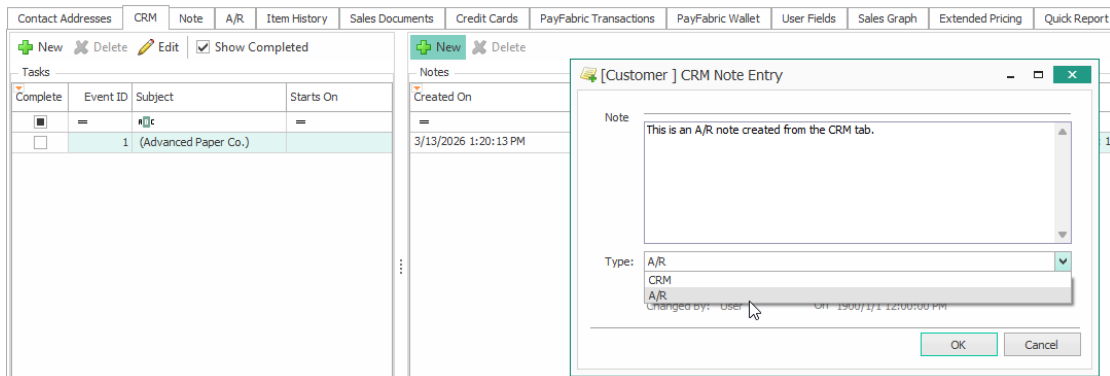 Contact Addresses CRM Note A/R Item History Sales Documents Credit Cards PayFabric Transactions PayFabric Wallet User Fields Sales Graph Extended Pricing Quick Report
New Delete Edit Show Completed
New Delete
Tasks
Notes
Complete Event ID Subject Starts On
Created On
= =
=
1 (Advanced Paper Co.)
3/13/2026 1:20:13 PM
1
[Customer ] CRM Note Entry
Note
This is an A/R note created from the CRM tab.
Type: A/R
CRM
A/R
Changed By: User On 1900/1/1 12:00:00 PM
OK Cancel